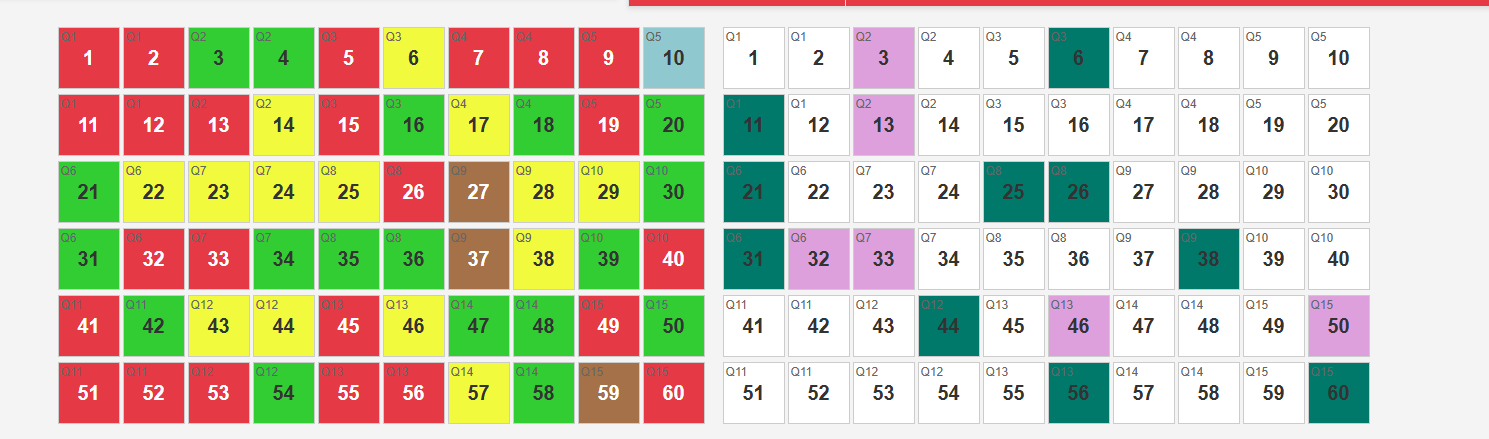 Q1 Q1 Q2 Q2 Q3 Q3 Q4 Q4 Q5 Q5 Q1 Q1 Q2 Q2 Q3 Q3 Q4 Q4 Q5 Q5
1 2 3 4 5 6 7 8 9 10 1 2 3 4 5 6 7 8 9 10
Q1 Q1 Q2 Q2 Q3 Q3 Q4 Q4 Q5 Q5 Q1 Q1 Q2 Q2 Q3 Q3 Q4 Q4 Q5 Q5
11 12 13 14 15 16 17 18 19 20 11 12 13 14 15 16 17 18 19 20
Q6 Q6 Q7 Q7 Q8 Q8 Q9 Q9 Q10 Q10 Q6 Q6 Q7 Q7 Q8 Q8 Q9 Q9 Q10 Q10
21 22 23 24 25 26 27 28 29 30 21 22 23 24 25 26 27 28 29 30
Q6 Q6 Q7 Q7 Q8 Q8 Q9 Q9 Q10 Q10 Q6 Q6 Q7 Q7 Q8 Q8 Q9 Q9 Q10 Q10
31 32 33 34 35 36 37 38 39 40 31 32 33 34 35 36 37 38 39 40
Q11 Q11 Q12 Q12 Q13 Q13 Q14 Q14 Q15 Q15 Q11 Q11 Q12 Q12 Q13 Q13 Q14 Q14 Q15 Q15
41 42 43 44 45 46 47 48 49 50 41 42 43 44 45 46 47 48 49 50
Q11 Q11 Q12 Q12 Q13 Q13 Q14 Q14 Q15 Q15 Q11 Q11 Q12 Q12 Q13 Q13 Q14 Q14 Q15 Q15
51 52 53 54 55 56 57 58 59 60 51 52 53 54 55 56 57 58 59 60